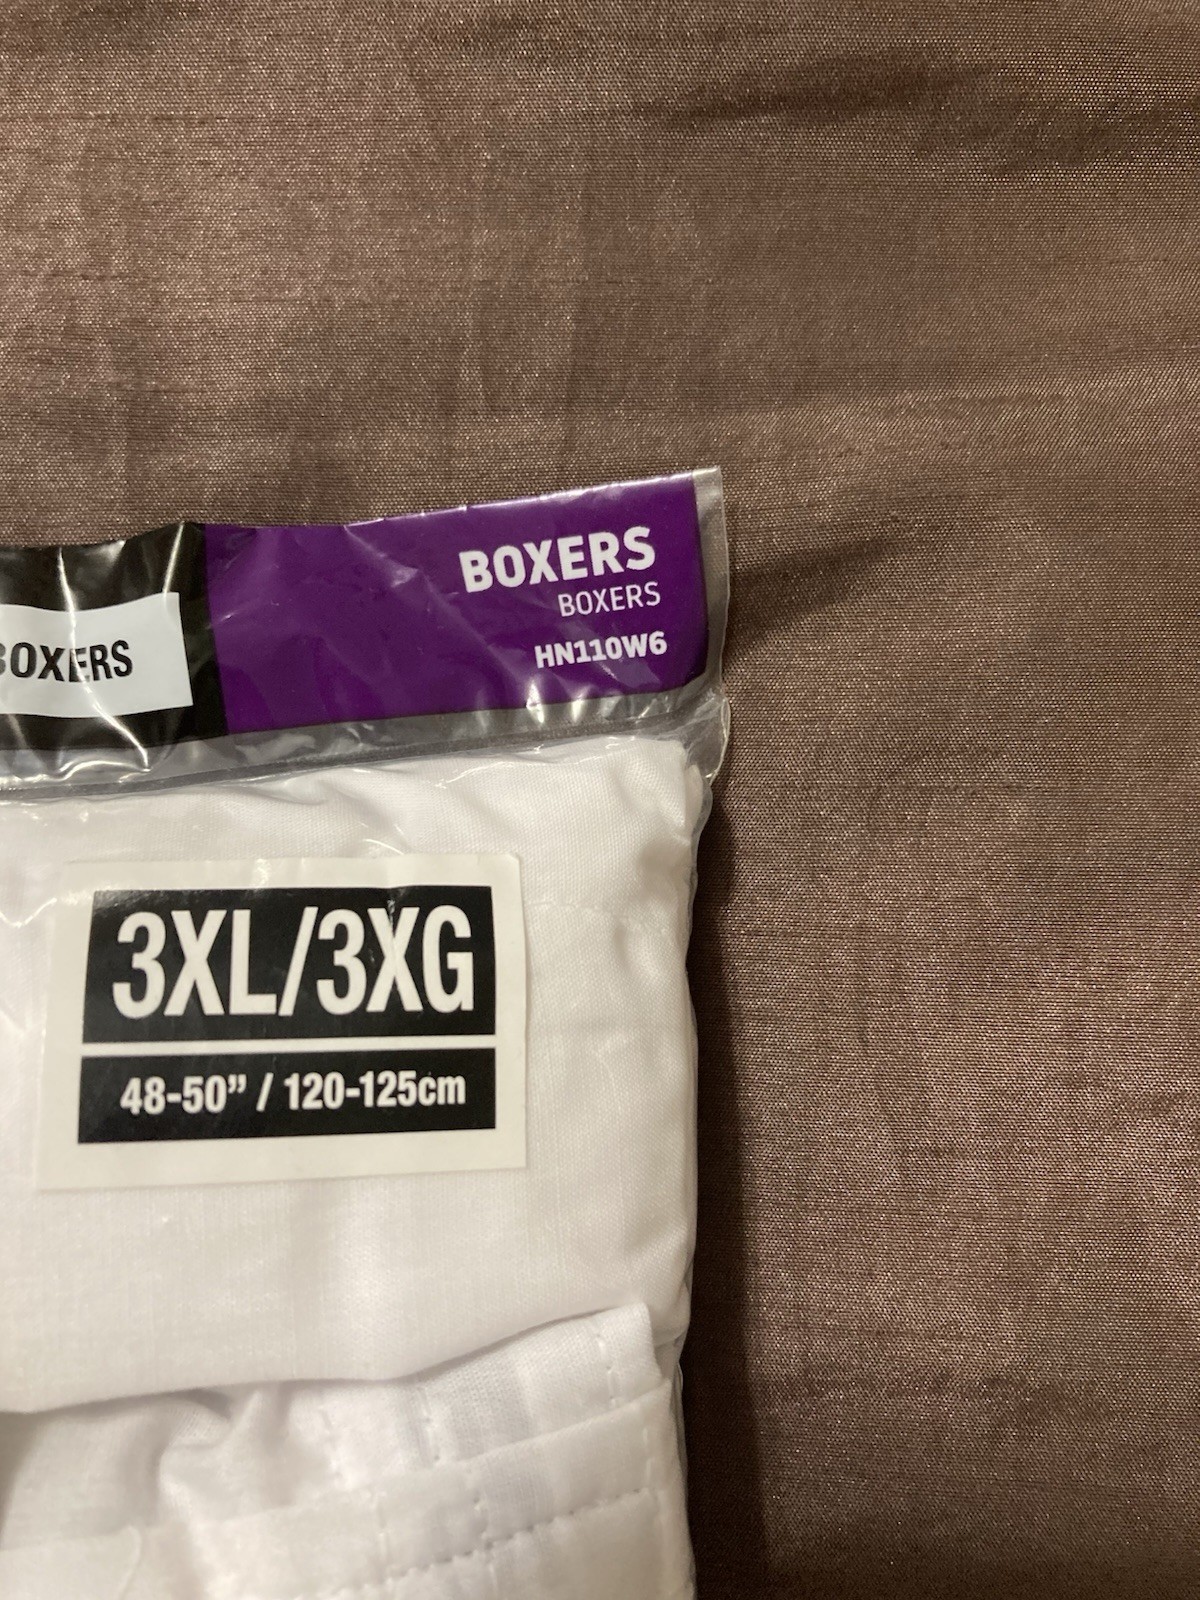 BOXERS
BOXERS
HN110W6
BOXERS
3XL/3XG
48-50” / 120-125cm